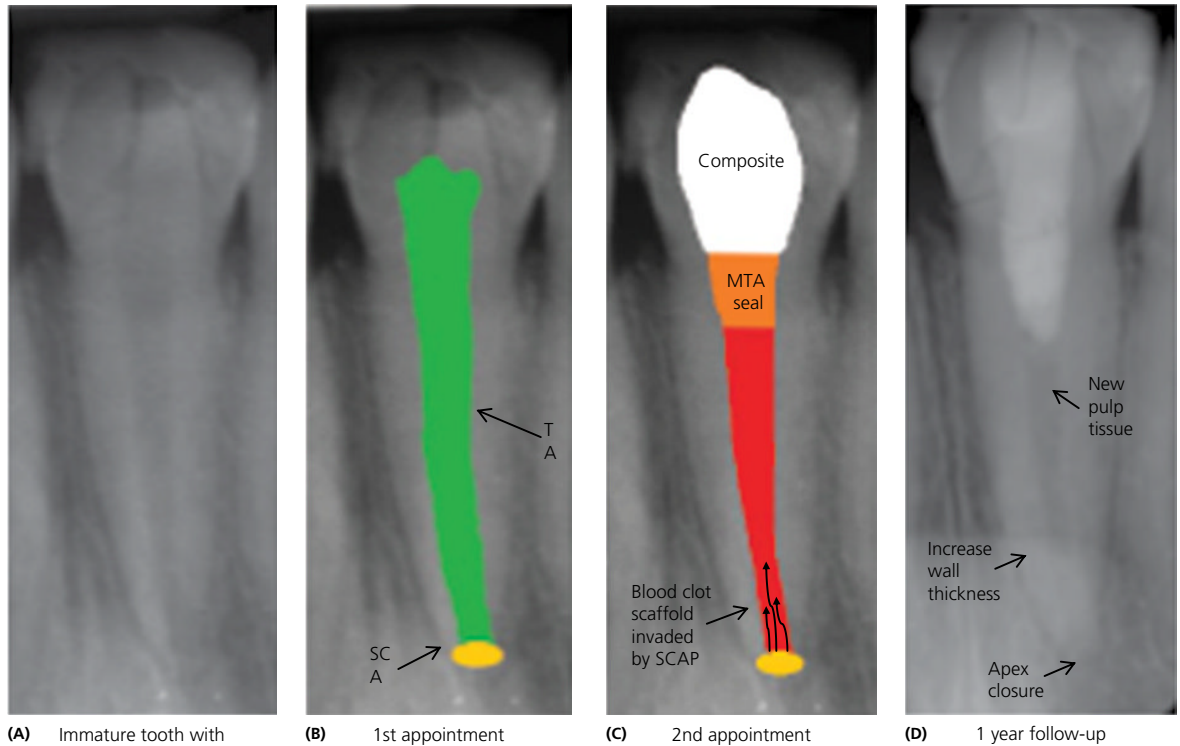 T
A
SC
A
Composite
MTA
seal
Blood clot
scaffold
invaded
by SCAP
New
pulp
tissue
Increase
wall
thickness
Apex
closure
(A) Immature tooth with
(B) 1st appointment
(C) 2nd appointment
(D) 1 year follow-up